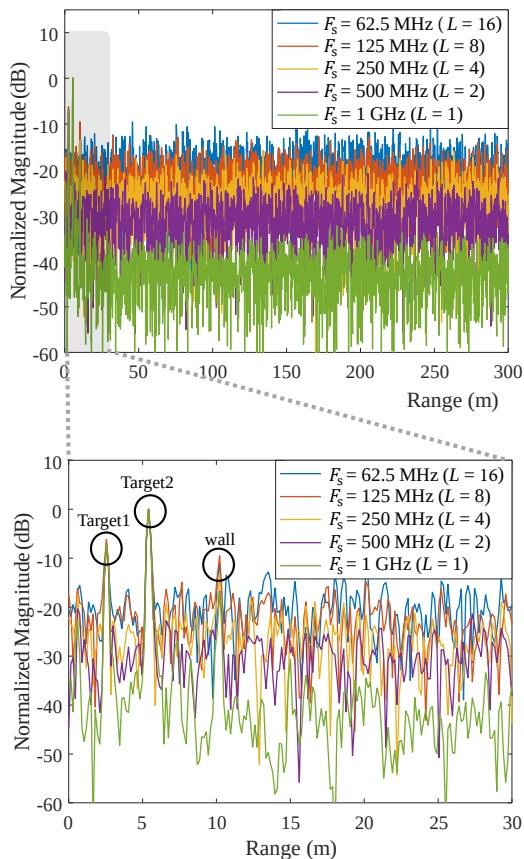 10
0
-10
-20
-30
-40
-50
-60
Normalized Magnitude (dB)
Fs = 62.5 MHz ( L = 16)
Fs = 125 MHz (L = 8)
Fs = 250 MHz (L = 4)
Fs = 500 MHz (L = 2)
Fs = 1 GHz (L = 1)
0 50 100 150 200 250 300
Range (m)
10
0
-10
-20
-30
-40
-50
-60
Normalized Magnitude (dB)
Target1
Target2
wall
Fs = 62.5 MHz (L = 16)
Fs = 125 MHz (L = 8)
Fs = 250 MHz (L = 4)
Fs = 500 MHz (L = 2)
Fs = 1 GHz (L = 1)
0 5 10 15 20 25 30
Range (m)